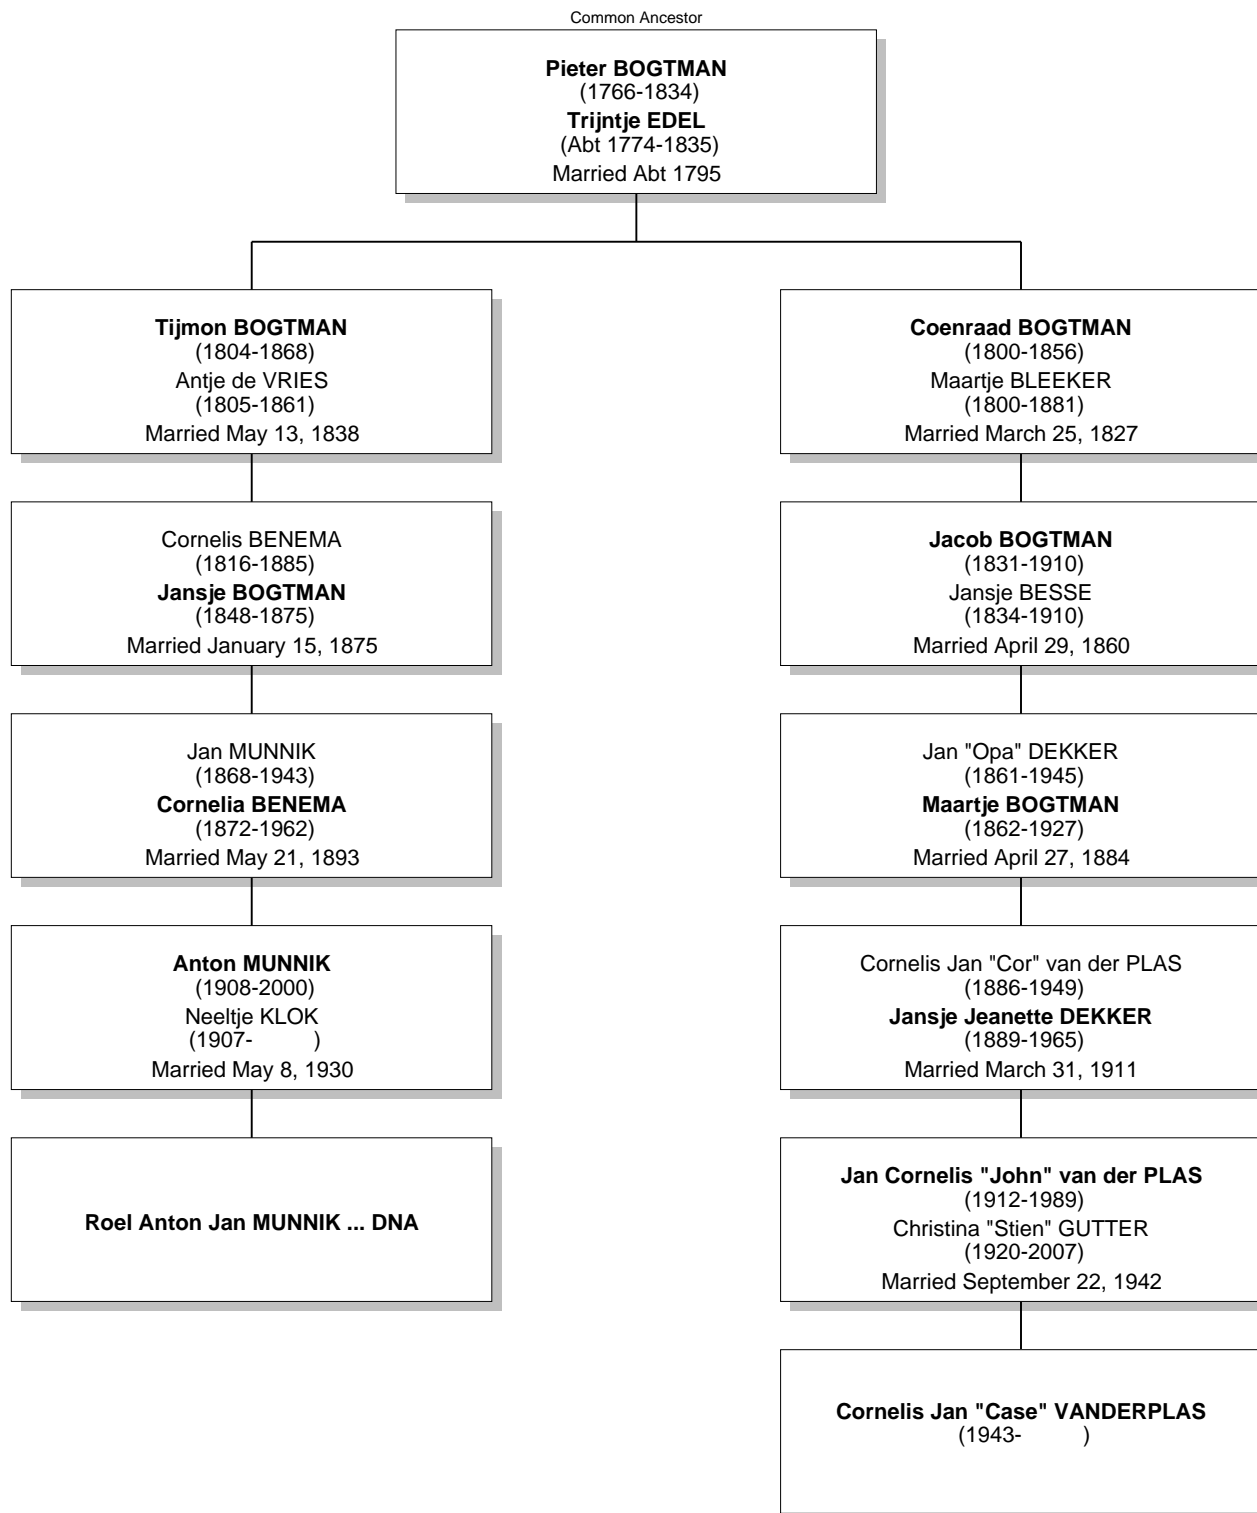 Common Ancestor
Pieter BOGTMAN
(1766-1834)
Trijntje EDEL
(Abt 1774-1835)
Married Abt 1795
Tijmon BOGTMAN
(1804-1868)
Antje de VRIES
(1805-1861)
Married May 13, 1838
Coenraad BOGTMAN
(1800-1856)
Maartje BLEEKER
(1800-1881)
Married March 25, 1827
Cornelis BENEMA
(1816-1885)
Jansje BOGTMAN
(1848-1875)
Married January 15, 1875
Jacob BOGTMAN
(1831-1910)
Jansje BESSE
(1834-1910)
Married April 29, 1860
Jan MUNNIK
(1868-1943)
Cornelia BENEMA
(1872-1962)
Married May 21, 1893
Jan "Opa" DEKKER
(1861-1945)
Maartje BOGTMAN
(1862-1927)
Married April 27, 1884
Anton MUNNIK
(1908-2000)
Neeltje KLOK
(1907- )
Married May 8, 1930
Cornelis Jan "Cor" van der PLAS
(1886-1949)
Jansje Jeanette DEKKER
(1889-1965)
Married March 31, 1911
Roel Anton Jan MUNNIK ... DNA
Jan Cornelis "John" van der PLAS
(1912-1989)
Christina "Stien" GUTTER
(1920-2007)
Married September 22, 1942
Cornelis Jan "Case" VANDERPLAS
(1943- )